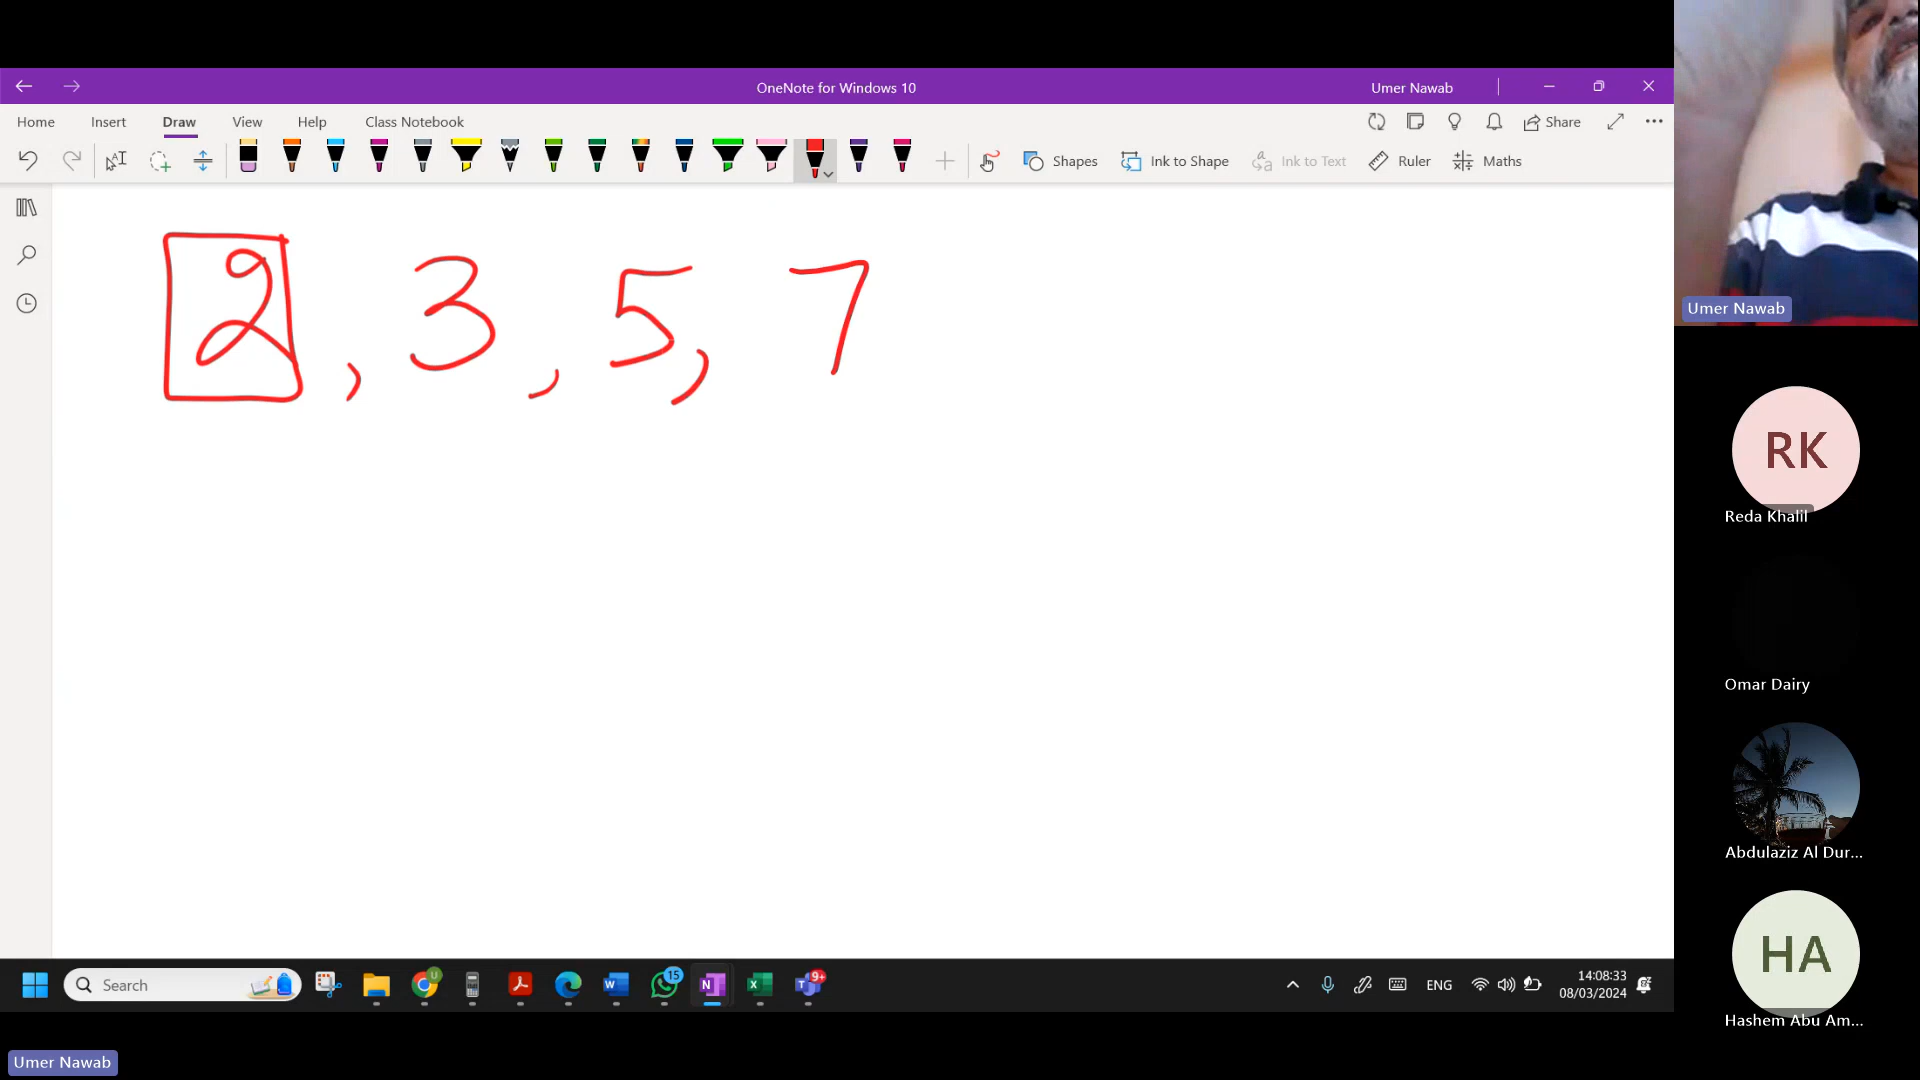 OneNote for Windows 10
Umer Nawab
Home Insert Draw View Help Class Notebook
Share
Shapes Ink to Shape Ink to Text Ruler Maths
2, 3, 5, 7
Umer Nawab
RK
Reda Khalil
Omar Dairy
Abdulaziz Al Dur...
HA
Hashem Abu Am...
Search
U
15
9+
ENG
14:08:33
08/03/2024
Umer Nawab